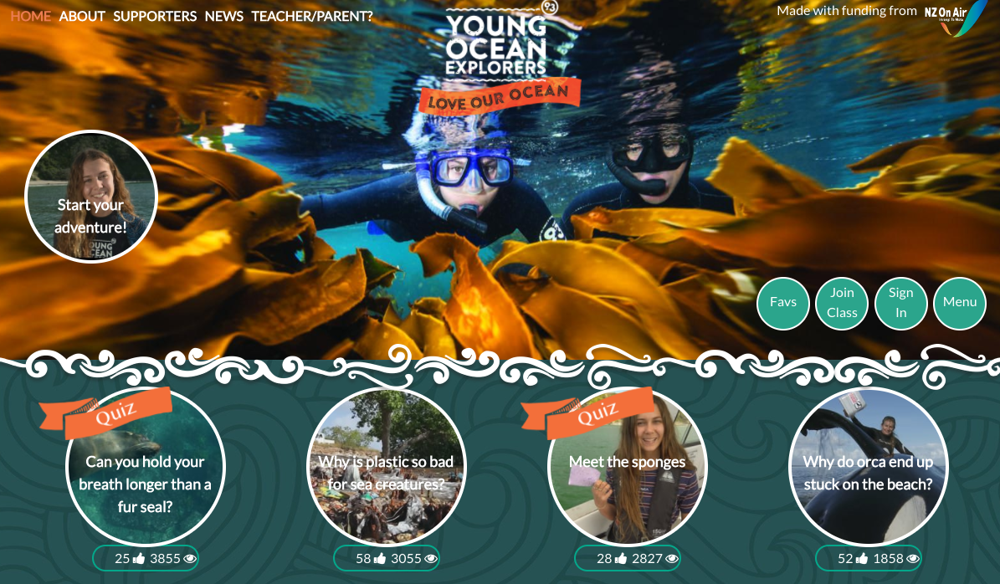 HOME ABOUT SUPPORTERS NEWS TEACHER/PARENT?
93
YOUNG
OCEAN
EXPLORERS
LOVE OUR OCEAN
Made with funding from NZ On Air
Start your
adventure!
YOUNG
OCEAN
Favs
Join
Class
Sign
In
Menu
Quiz
Can you hold your
breath longer than a
fur seal?
25 3855
Why is plastic so bad
for sea creatures?
58 3055
Quiz
Meet the sponges
28 2827
Why do orca end up
stuck on the beach?
52 1858